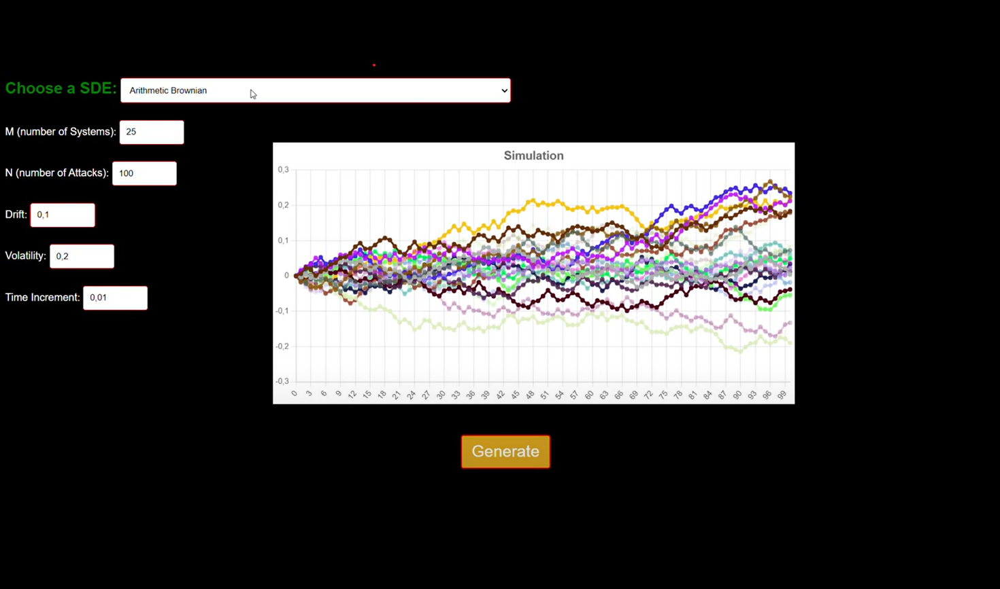 Choose a SDE: Arithmetic Brownian
M (number of Systems): 25
N (number of Attacks): 100
Drift: 0,1
Volatility: 0,2
Time Increment: 0,01
Simulation
0,3
0,2
0,1
0
-0,1
-0,2
-0,3
0 3 6 9 12 15 18 21 24 27 30 33 36 39 42 45 48 51 54 57 60 63 66 69 72 75 78 81 84 87 90 93 96 99
Generate